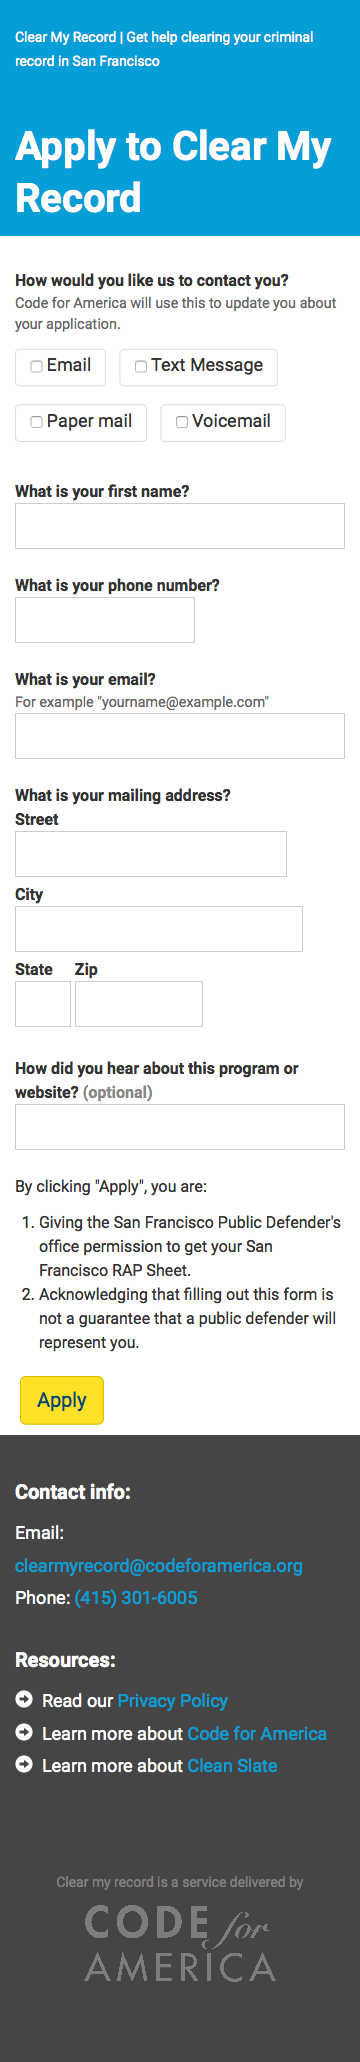 Clear My Record | Get help clearing your criminal
record in San Francisco
Apply to Clear My
Record
How would you like us to contact you?
Code for America will use this to update you about
your application.
Email Text Message
Paper mail Voicemail
What is your first name?
What is your phone number?
What is your email?
For example "yourname@example.com"
What is your mailing address?
Street
City
State Zip
How did you hear about this program or
website? (optional)
By clicking "Apply", you are:
1. Giving the San Francisco Public Defender's
office permission to get your San
Francisco RAP Sheet.
2. Acknowledging that filling out this form is
not a guarantee that a public defender will
represent you.
Apply
Contact info:
Email:
clearmyrecord@codeforamerica.org
Phone: (415) 301-6005
Resources:
Read our Privacy Policy
Learn more about Code for America
Learn more about Clean Slate
Clear my record is a service delivered by
CODE for
AMERICA